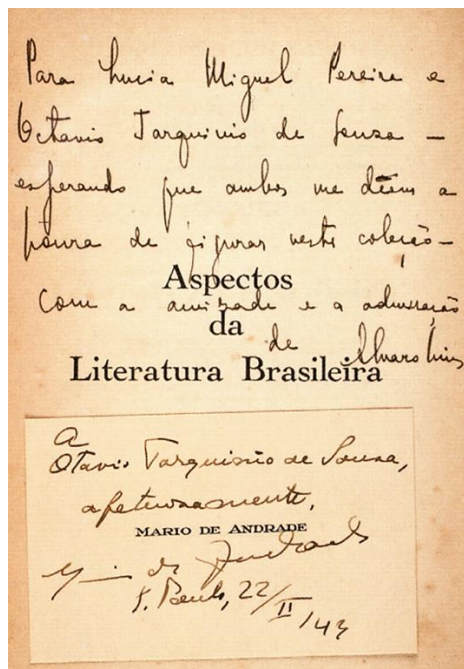 Para Lucia Miguel Pereira e
Octavio Tarquinio de Souza —
esperando que ambos me dêem a
honra de figurar nesta coleção —
Aspectos
com a amizade e a admiração
da
de Alvaro Lins
Literatura Brasileira
A
Otavio Tarquinio de Souza,
afetuosamente,
MARIO DE ANDRADE
Mario de Andrade
S. Paulo, 22/II/43